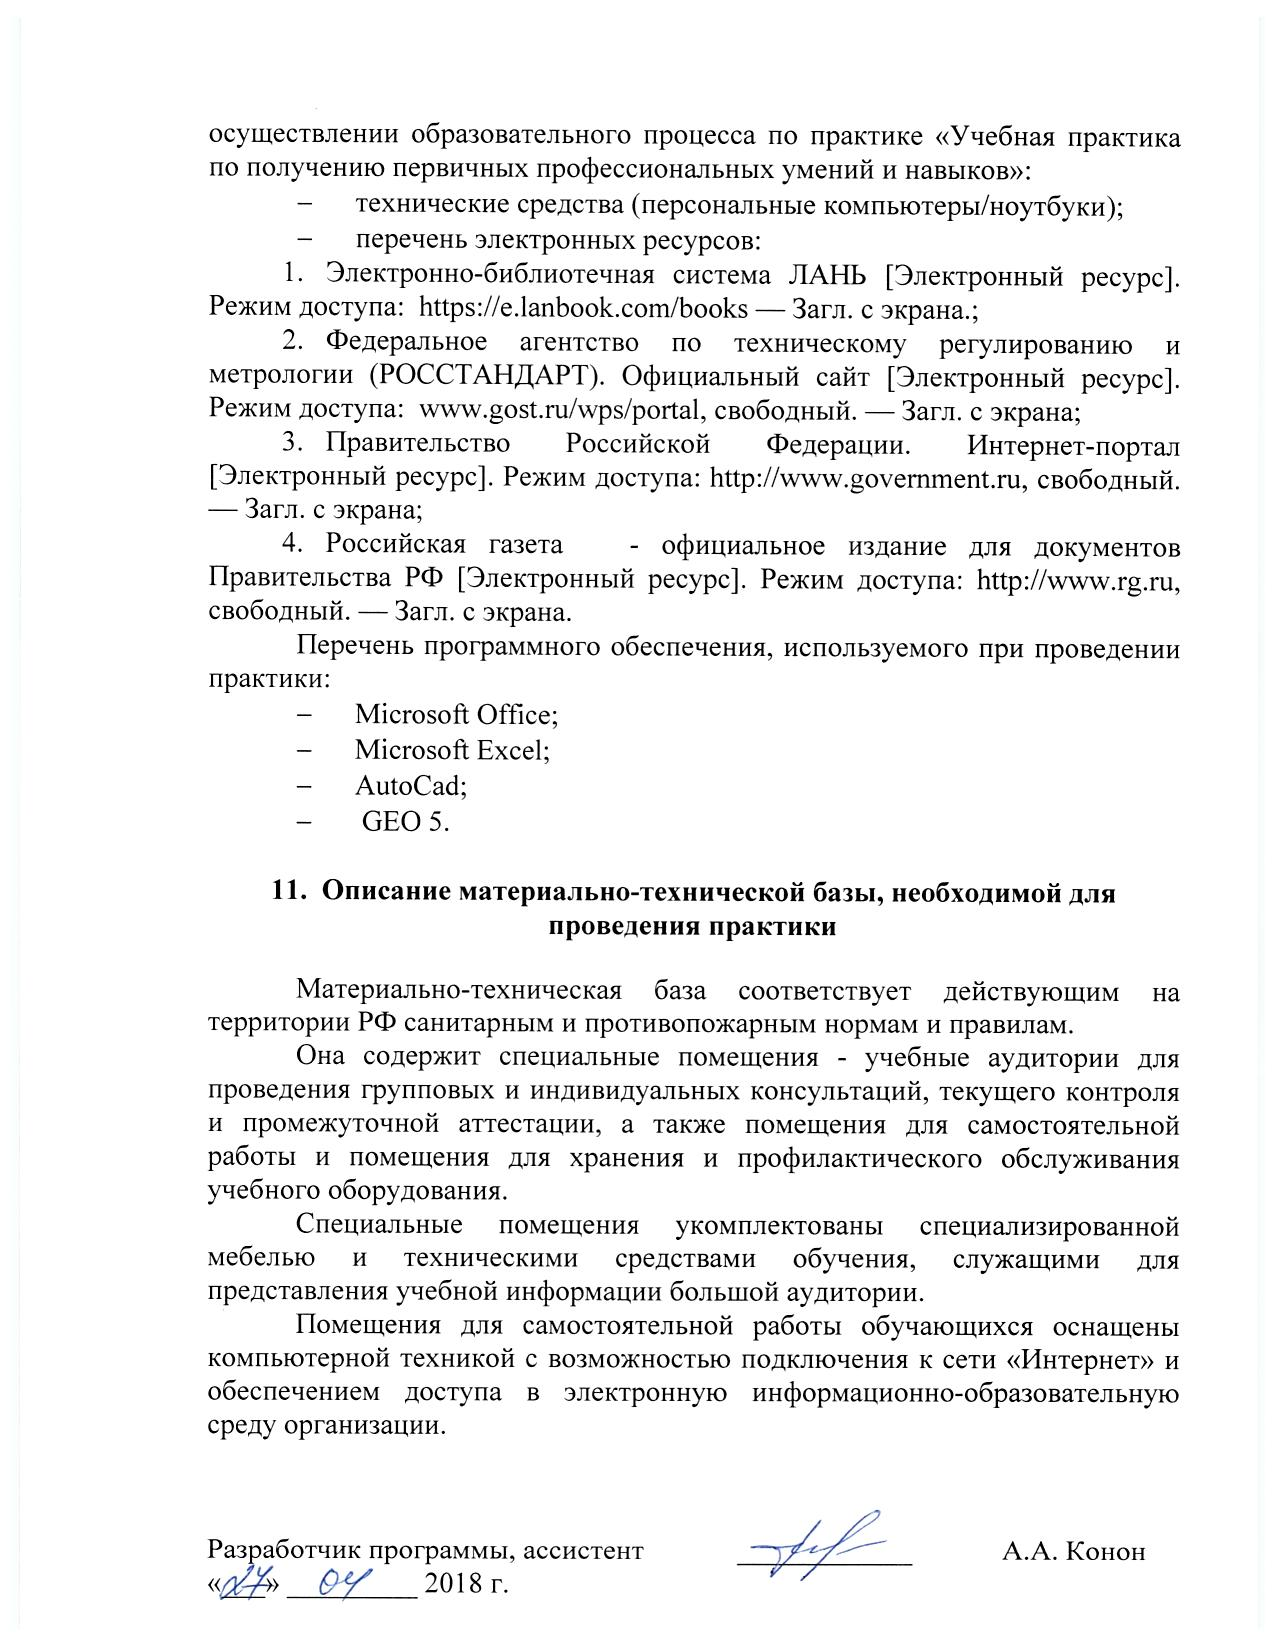 осуществлении образовательного процесса по практике «Учебная практика
по получению первичных профессиональных умений и навыков»:
– технические средства (персональные компьютеры/ноутбуки);
– перечень электронных ресурсов:
1. Электронно-библиотечная система ЛАНЬ [Электронный ресурс].
Режим доступа: https://e.lanbook.com/books — Загл. с экрана.;
2. Федеральное агентство по техническому регулированию и
метрологии (РОССТАНДАРТ). Официальный сайт [Электронный ресурс].
Режим доступа: www.gost.ru/wps/portal, свободный. — Загл. с экрана;
3. Правительство Российской Федерации. Интернет-портал
[Электронный ресурс]. Режим доступа: http://www.government.ru, свободный.
— Загл. с экрана;
4. Российская газета - официальное издание для документов
Правительства РФ [Электронный ресурс]. Режим доступа: http://www.rg.ru,
свободный. — Загл. с экрана.
Перечень программного обеспечения, используемого при проведении
практики:
– Microsoft Office;
– Microsoft Excel;
– AutoCad;
– GEO 5.
11. Описание материально-технической базы, необходимой для
проведения практики
Материально-техническая база соответствует действующим на
территории РФ санитарным и противопожарным нормам и правилам.
Она содержит специальные помещения - учебные аудитории для
проведения групповых и индивидуальных консультаций, текущего контроля
и промежуточной аттестации, а также помещения для самостоятельной
работы и помещения для хранения и профилактического обслуживания
учебного оборудования.
Специальные помещения укомплектованы специализированной
мебелью и техническими средствами обучения, служащими для
представления учебной информации большой аудитории.
Помещения для самостоятельной работы обучающихся оснащены
компьютерной техникой с возможностью подключения к сети «Интернет» и
обеспечением доступа в электронную информационно-образовательную
среду организации.
Разработчик программы, ассистент ____________ А.А. Конон
«27» 04 2018 г.